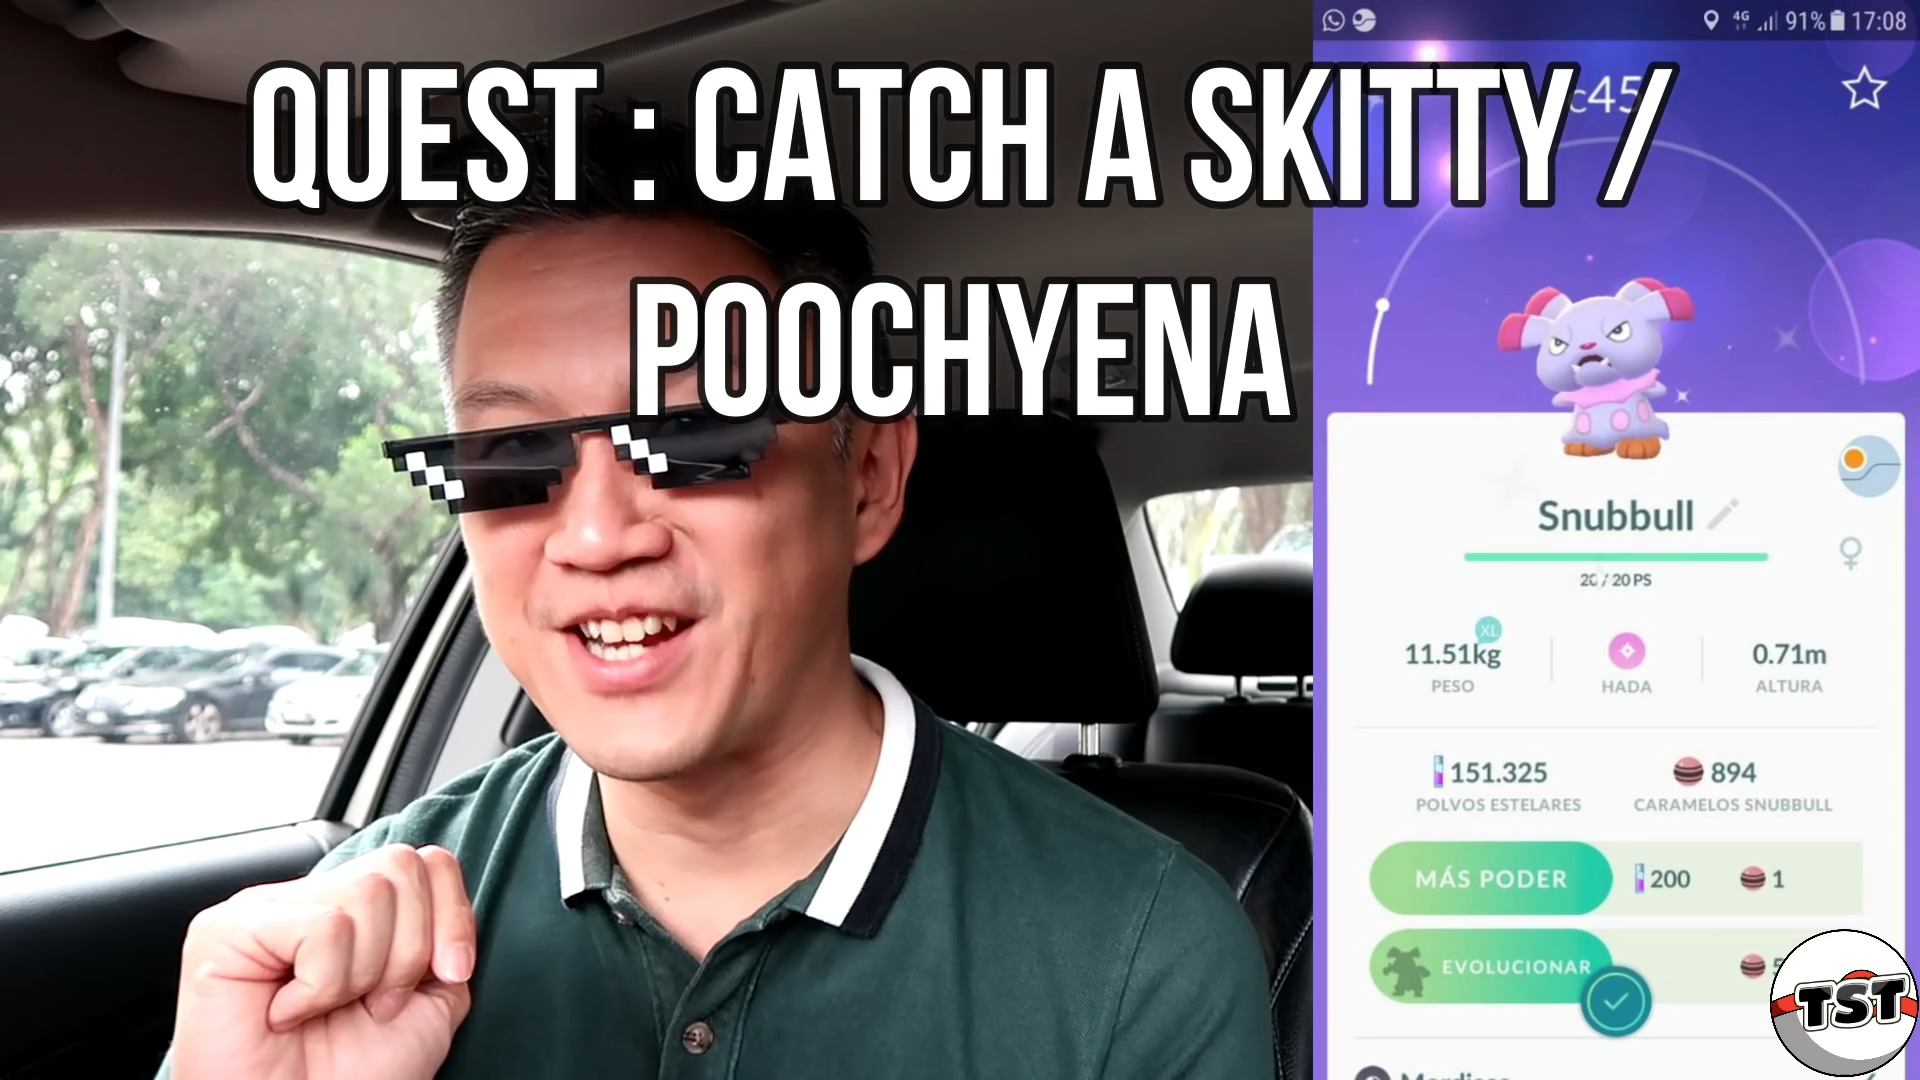 4G 91% 17:08
QUEST : CATCH A SKITTY /
POOCHYENA
Snubbull
20 / 20 PS
XL
11.51kg
PESO
HADA
0.71m
ALTURA
151.325
POLVOS ESTELARES
894
CARAMELOS SNUBBULL
MÁS PODER 200 1
EVOLUCIONAR
TST